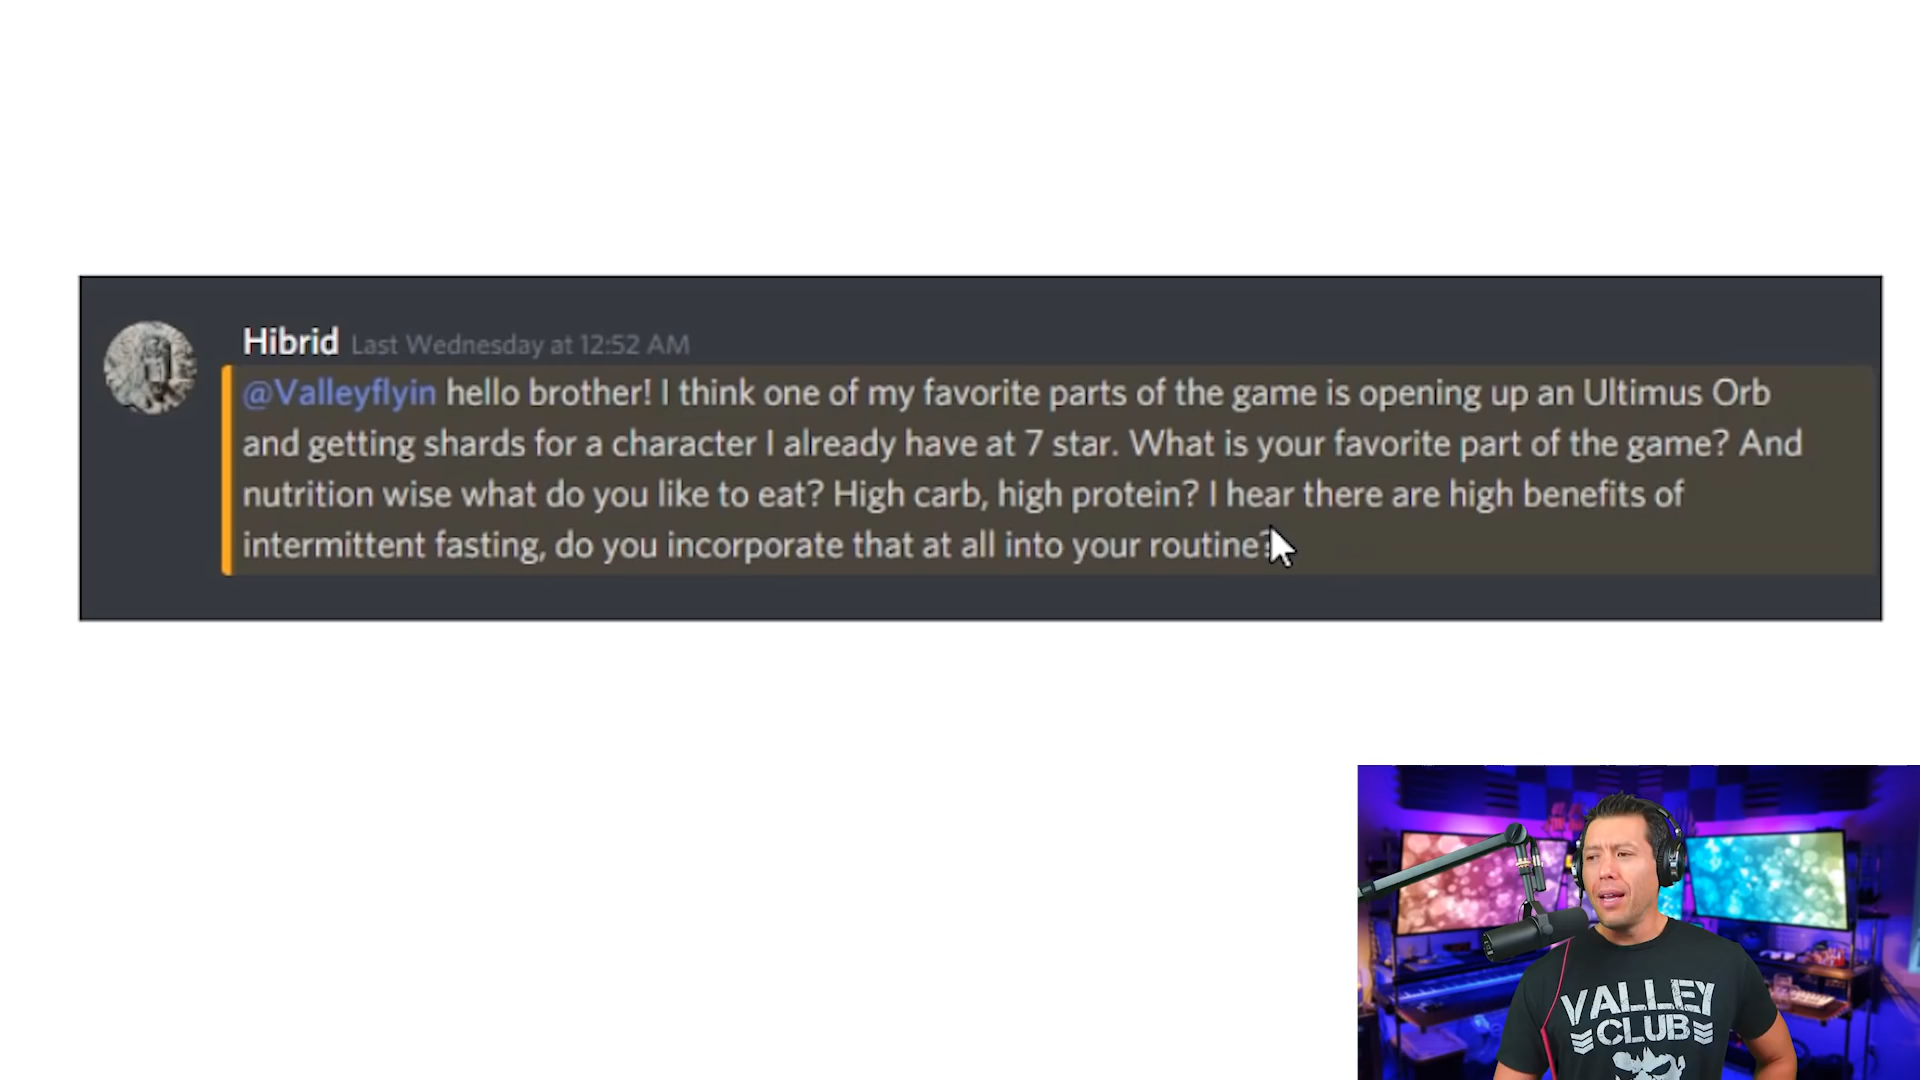 Hibrid Last Wednesday at 12:52 AM
@Valleyflyin hello brother! I think one of my favorite parts of the game is opening up an Ultimus Orb
and getting shards for a character I already have at 7 star. What is your favorite part of the game? And
nutrition wise what do you like to eat? High carb, high protein? I hear there are high benefits of
intermittent fasting, do you incorporate that at all into your routine?
VALLEY
CLUB